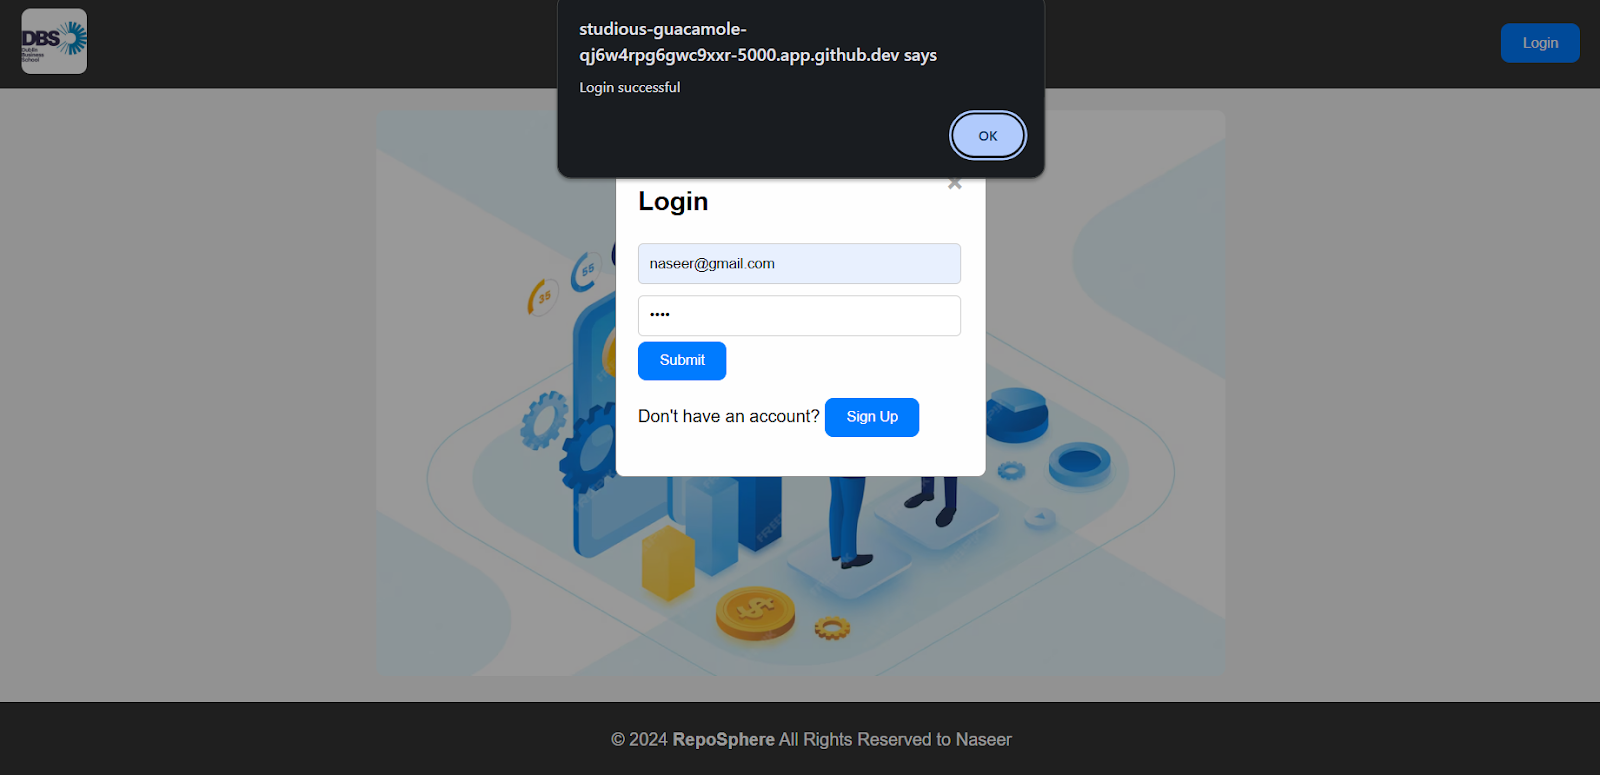 studious-guacamole-
qj6w4rpg6gwc9xxr-5000.app.github.dev says
Login successful
OK
DBS
Dublin
Business
School
Login
×
Login
naseer@gmail.com
••••
Submit
Don't have an account? Sign Up
55
35
© 2024 RepoSphere All Rights Reserved to Naseer